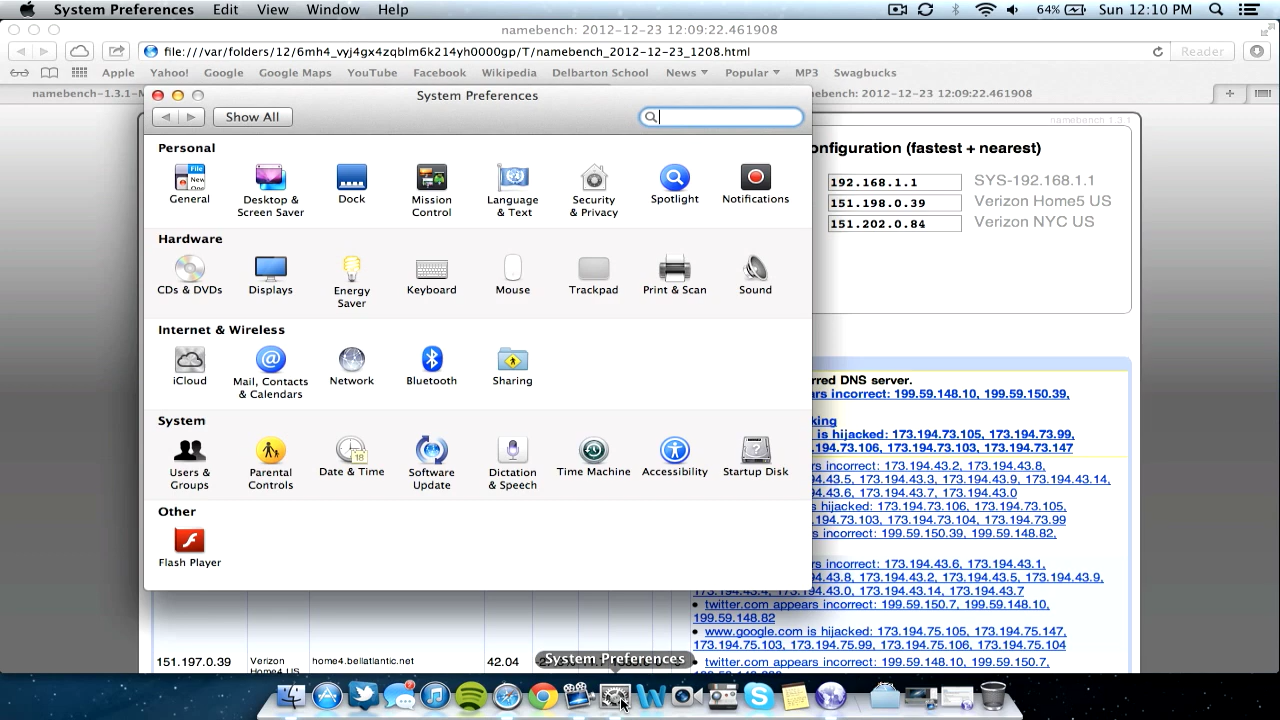 System Preferences Edit View Window Help 64% Sun 12:10 PM
namebench: 2012-12-23 12:09:22.461908
file:///var/folders/12/6mh4_vyj4gx4zqblm6k214yh0000gp/T/namebench_2012-12-23_1208.html Reader
Apple Yahoo! Google Google Maps YouTube Facebook Wikipedia Delbarton School News Popular MP3 Swagbucks
namebench-1.3.1-M 2012-12-23 12:09:22.461908
System Preferences
Show All
namebench 1.3.1
Personal
onfiguration (fastest + nearest)
General Desktop & Screen Saver Dock Mission Control Language & Text Security & Privacy Spotlight Notifications
192.168.1.1 SYS-192.168.1.1
151.198.0.39 Verizon Home5 US
151.202.0.84 Verizon NYC US
Hardware
CDs & DVDs Displays Energy Saver Keyboard Mouse Trackpad Print & Scan Sound
Internet & Wireless
iCloud Mail, Contacts & Calendars Network Bluetooth Sharing
rred DNS server.
ars incorrect: 199.59.148.10, 199.59.150.39,
king
is hijacked: 173.194.73.105, 173.194.73.99,
73.106, 173.194.73.103, 173.194.73.147
System
Users & Groups Parental Controls Date & Time Software Update Dictation & Speech Time Machine Accessibility Startup Disk
ars incorrect: 173.194.43.2, 173.194.43.8,
.43.5, 173.194.43.3, 173.194.43.9, 173.194.43.14,
.43.6, 173.194.43.7, 173.194.43.0
s hijacked: 173.194.73.106, 173.194.73.105,
.194.73.103, 173.194.73.104, 173.194.73.99
ars incorrect: 199.59.150.39, 199.59.148.82,
Other
Flash Player
ars incorrect: 173.194.43.6, 173.194.43.1,
.43.8, 173.194.43.2, 173.194.43.5, 173.194.43.9,
.43.4, 173.194.43.0, 173.194.43.14, 173.194.43.7
twitter.com appears incorrect: 199.59.150.7, 199.59.148.10,
199.59.148.82
www.google.com is hijacked: 173.194.75.105, 173.194.75.147,
173.194.75.103, 173.194.75.99, 173.194.75.106, 173.194.75.104
151.197.0.39 Verizon Home4 US home4.bellatlantic.net 42.04
twitter.com appears incorrect: 199.59.148.10, 199.59.150.7,
System Preferences